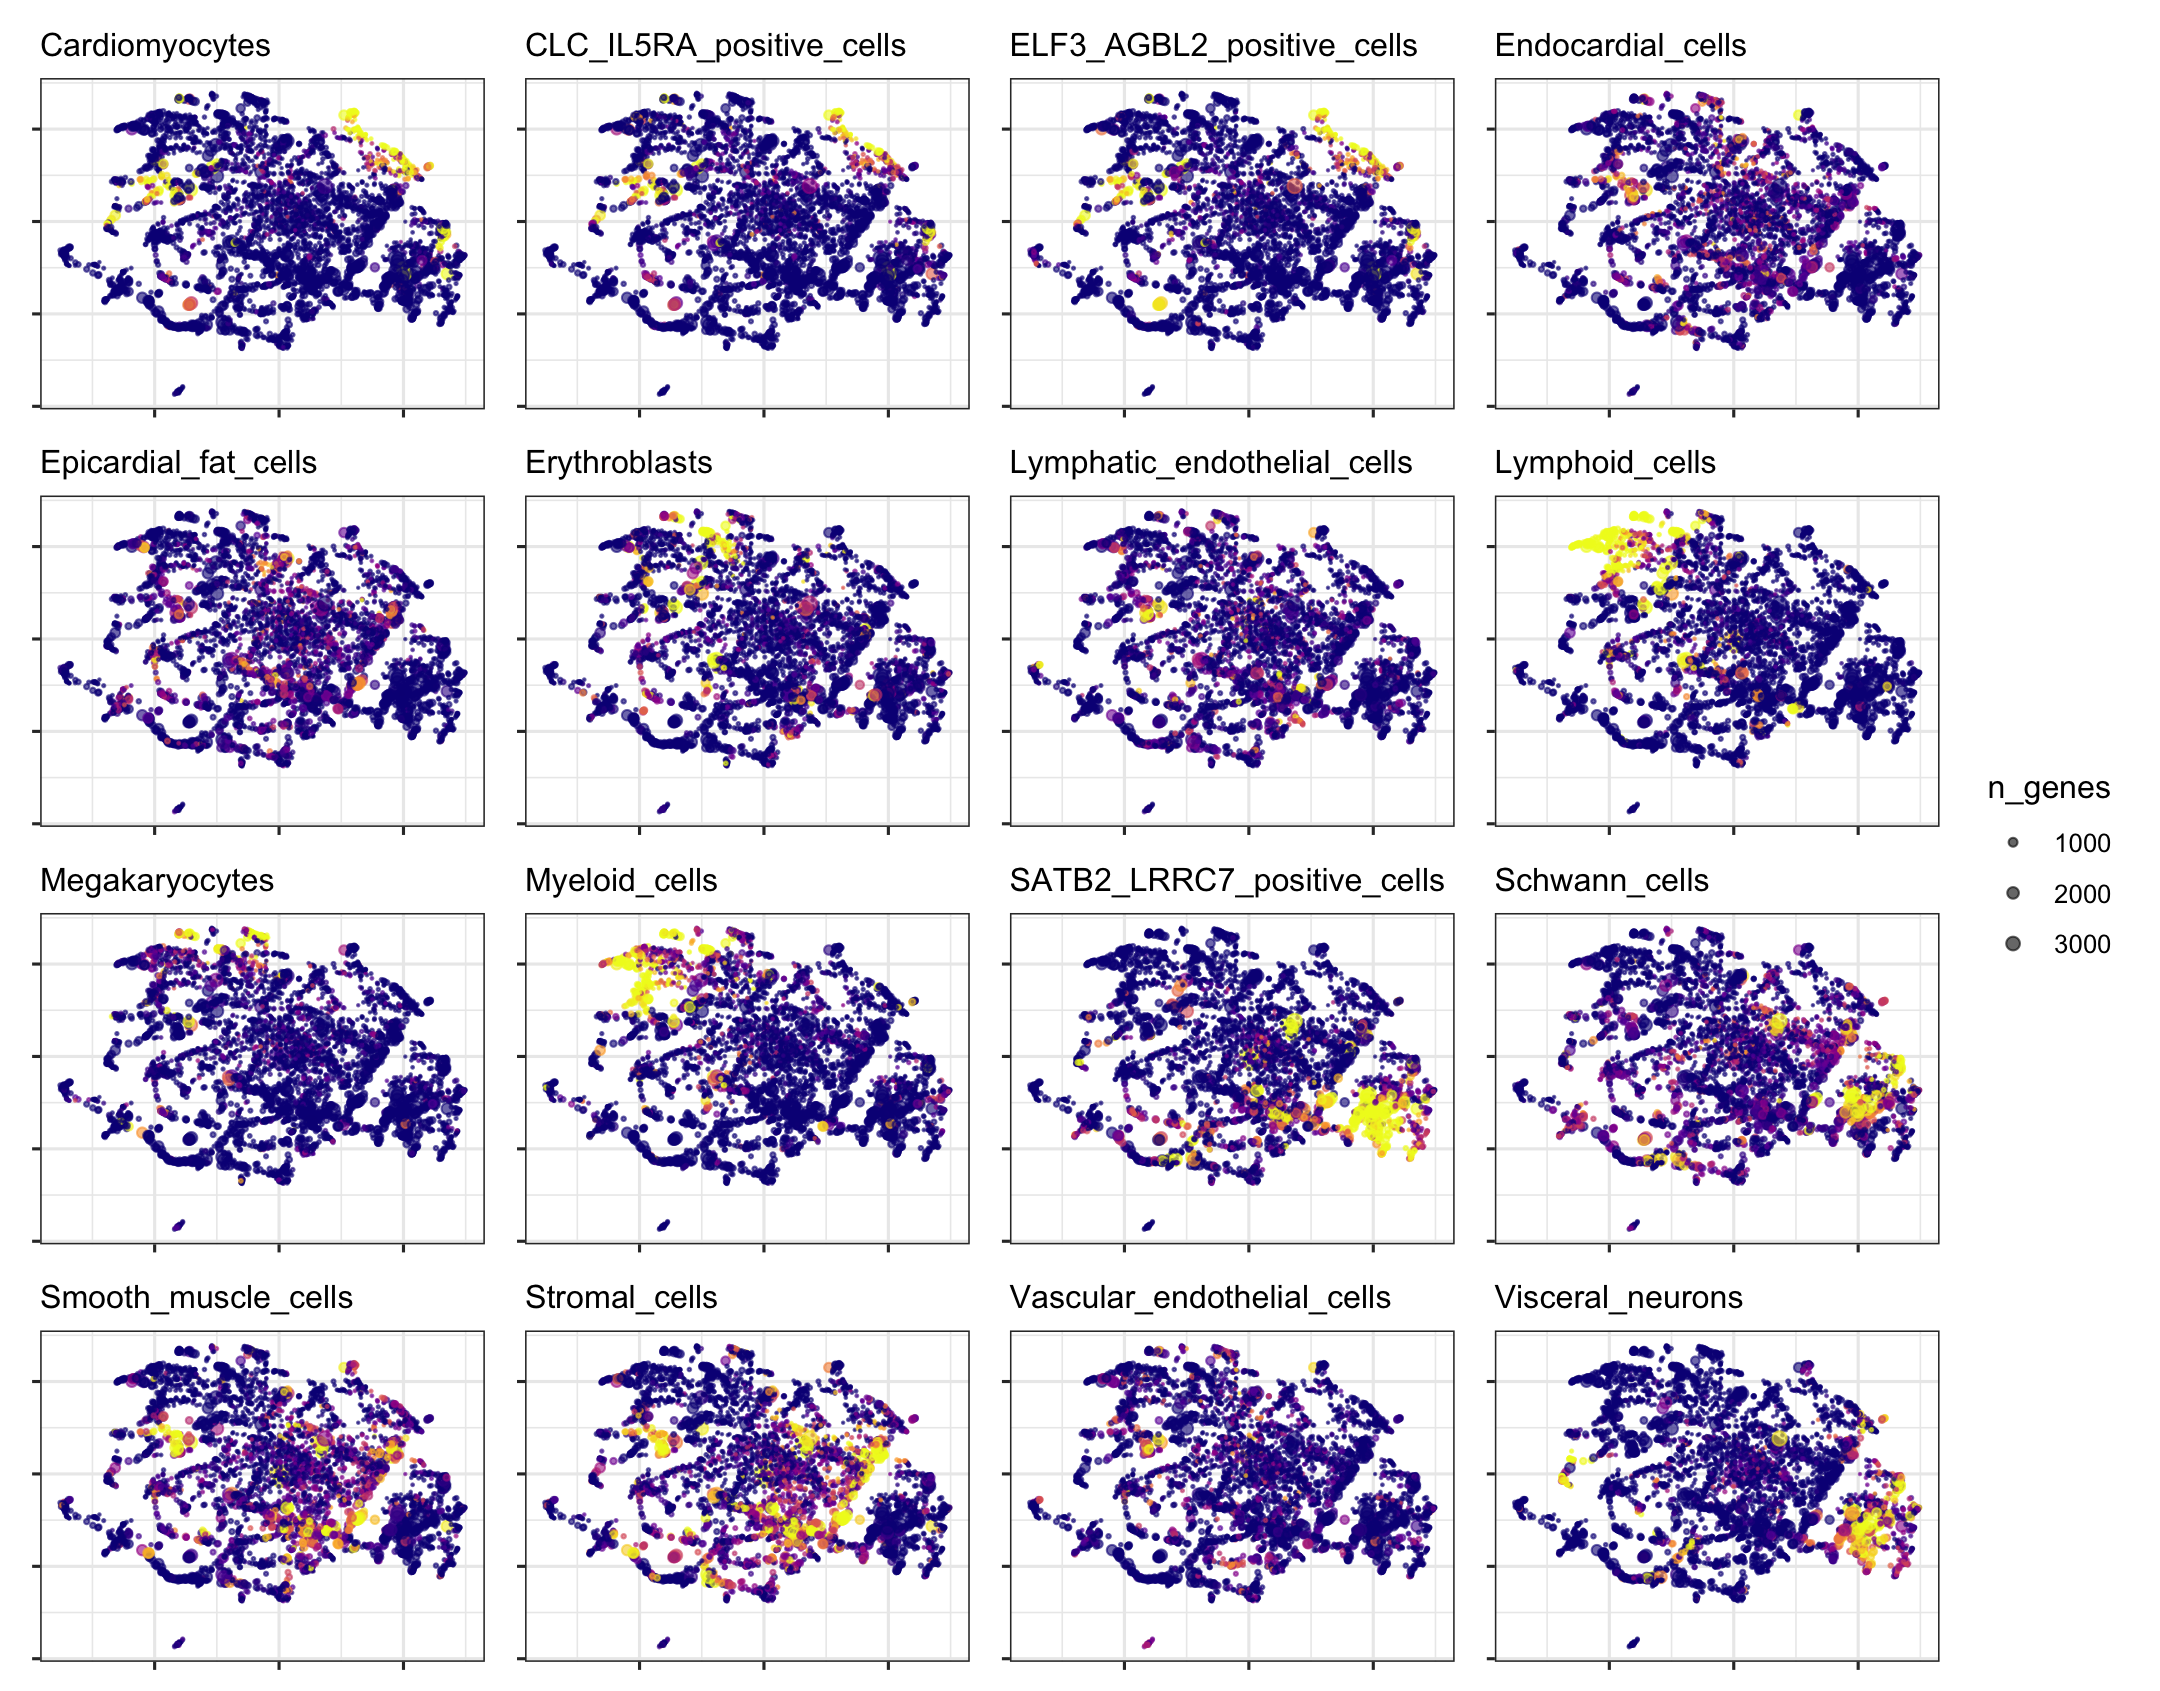 Cardiomyocytes
CLC_IL5RA_positive_cells
ELF3_AGBL2_positive_cells
Endocardial_cells
Epicardial_fat_cells
Erythroblasts
Lymphatic_endothelial_cells
Lymphoid_cells
Megakaryocytes
Myeloid_cells
SATB2_LRRC7_positive_cells
Schwann_cells
Smooth_muscle_cells
Stromal_cells
Vascular_endothelial_cells
Visceral_neurons
n_genes
1000
2000
3000